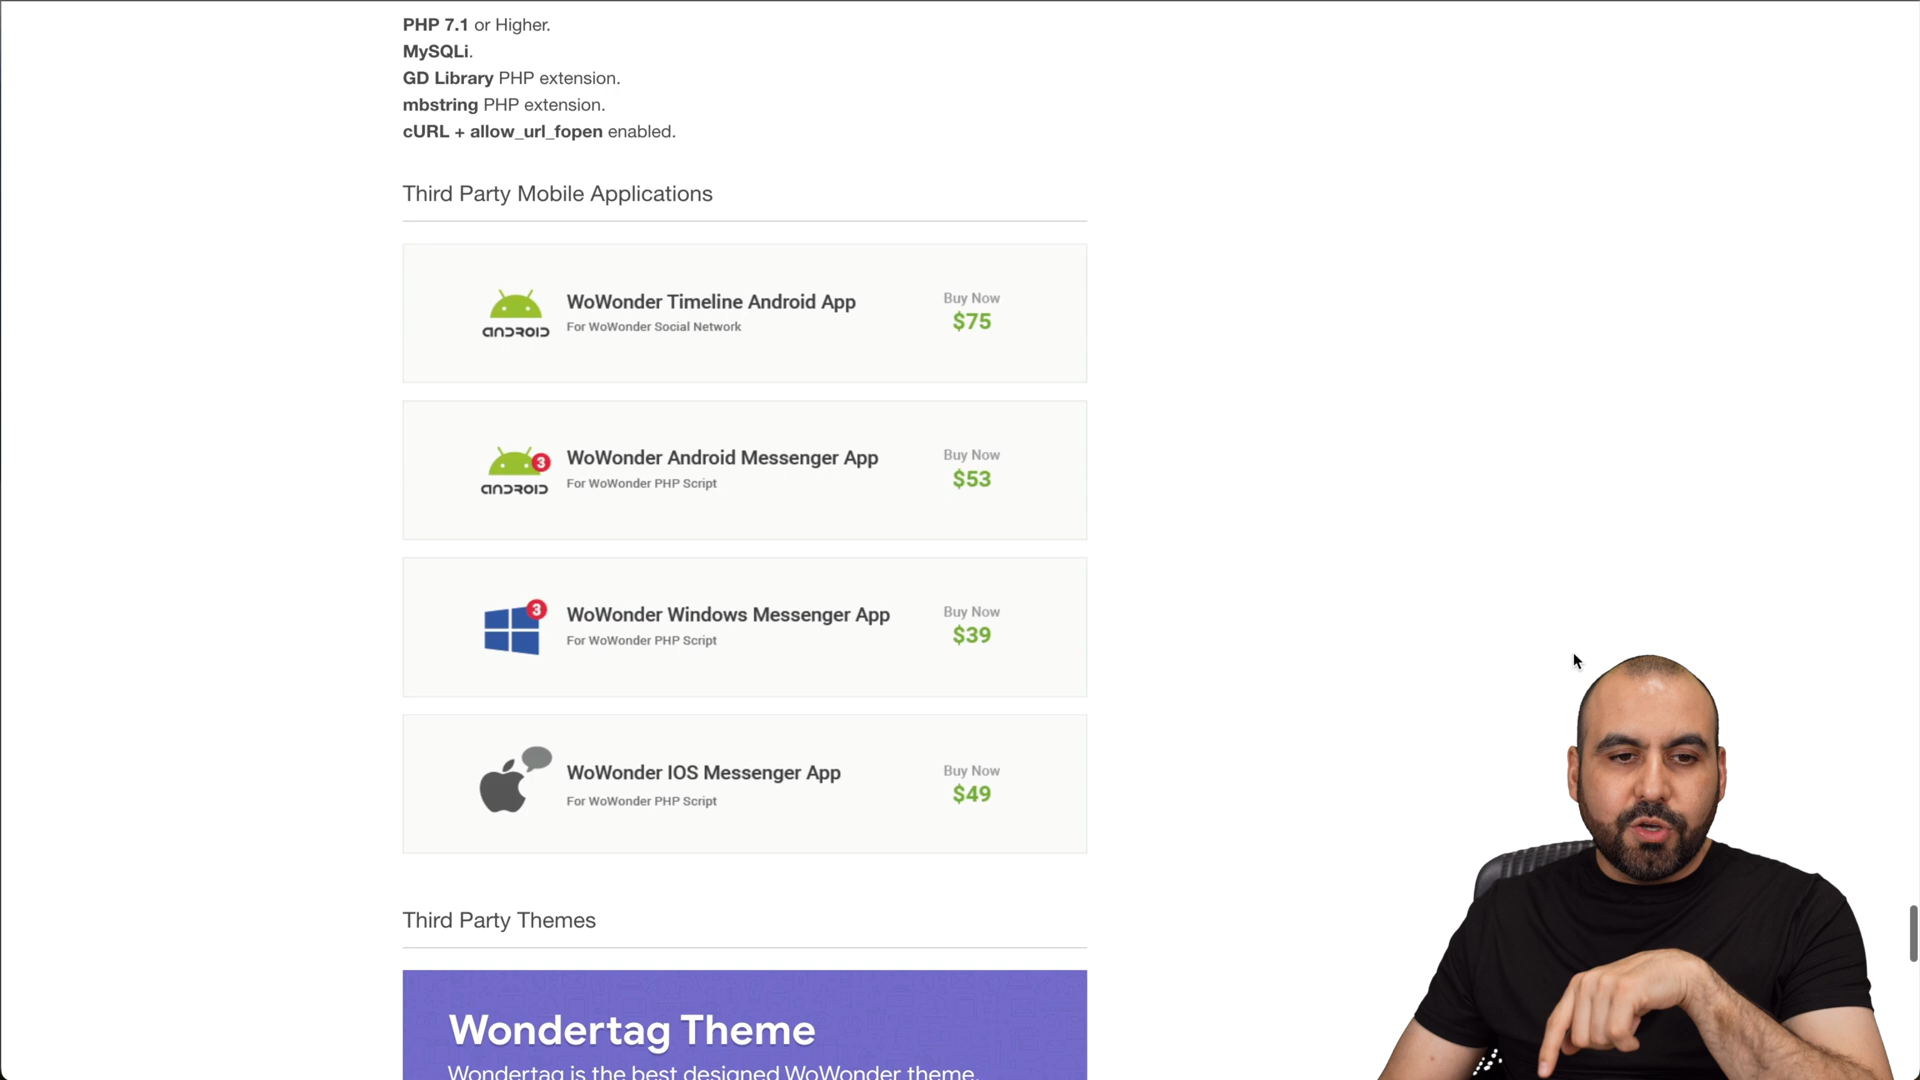 PHP 7.1 or Higher.
MySQLi.
GD Library PHP extension.
mbstring PHP extension.
cURL + allow_url_fopen enabled.
Third Party Mobile Applications
WoWonder Timeline Android App
For WoWonder Social Network
Buy Now
$75
ANDROID
3
WoWonder Android Messenger App
For WoWonder PHP Script
Buy Now
$53
ANDROID
3
WoWonder Windows Messenger App
For WoWonder PHP Script
Buy Now
$39
WoWonder IOS Messenger App
For WoWonder PHP Script
Buy Now
$49
Third Party Themes
Wondertag Theme
Wondertag is the best designed WoWonder theme.